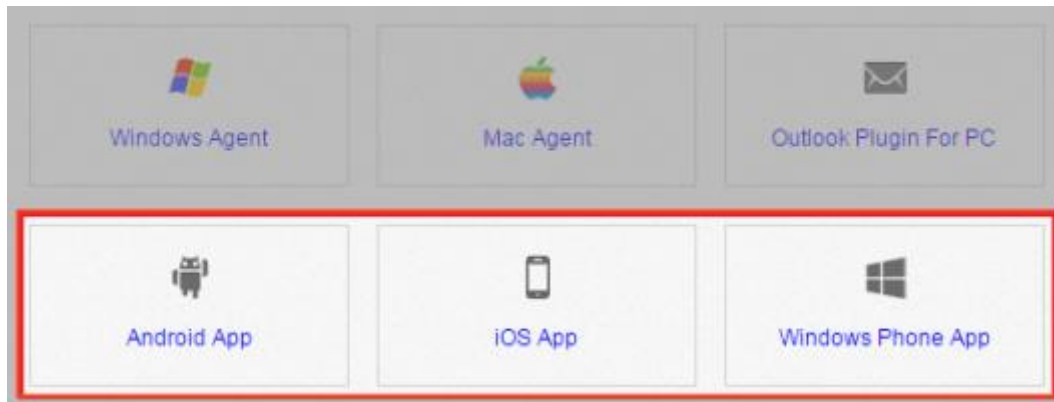 Windows Agent
Mac Agent
Outlook Plugin For PC
Android App
iOS App
Windows Phone App